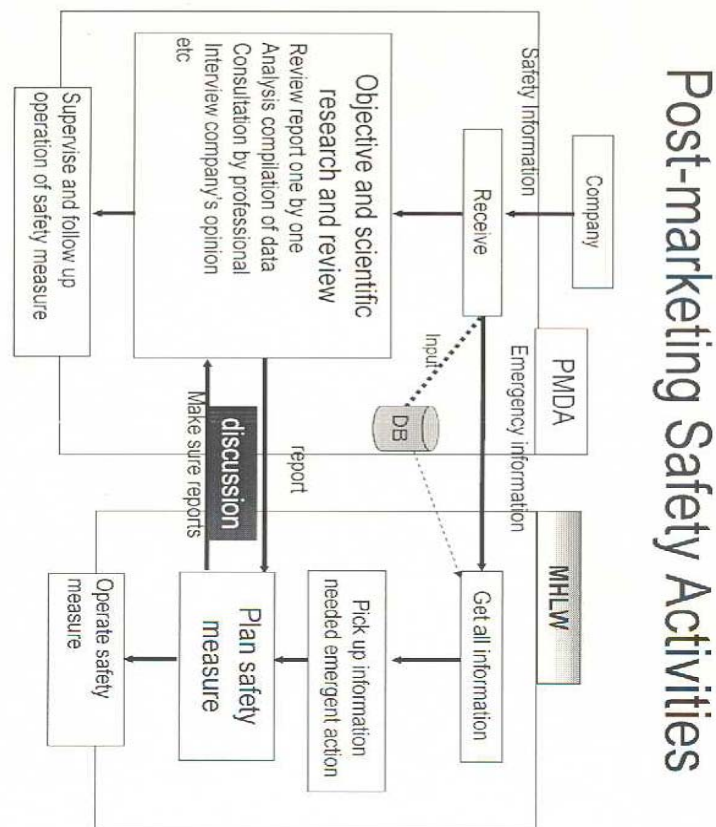 Post-marketing Safety Activities
Company
Safety Information
PMDA
MHLW
Receive
Emergency information
Input
DB
Get all information
Objective and scientific
research and review
Review report one by one
Analysis compilation of data
Consultation by professional
Interview company's opinion
etc
report
discussion
Make sure reports
Pick up information
needed emergent action
Plan safety
measure
Supervise and follow up
operation of safety measure
Operate safety
measure